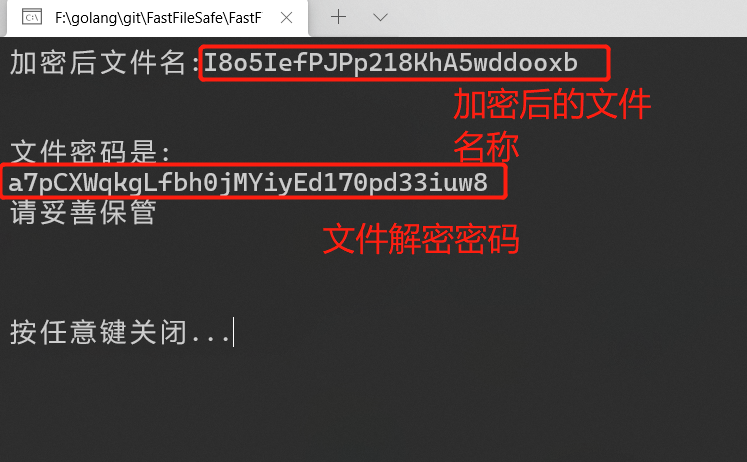 F:\golang\git\FastFileSafe\FastF
加密后文件名:I8o5IefPJPp218KhA5wddooxb
加密后的文件
名称
文件密码是:
a7pCXWqkgLfbh0jMYiyEd170pd33iuw8
请妥善保管
文件解密密码
按任意键关闭...